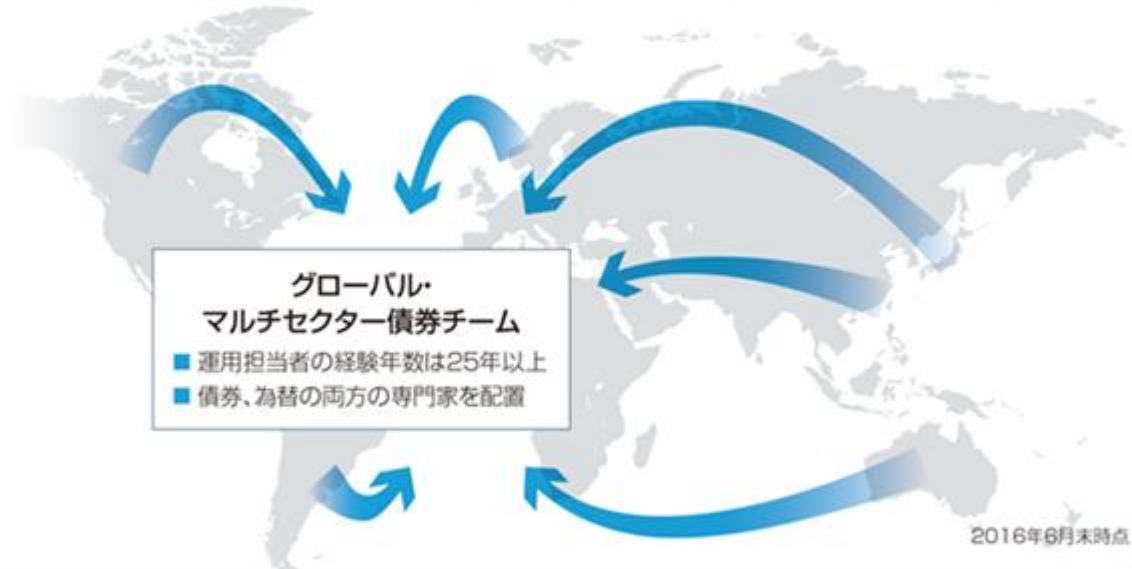 グローバル・
マルチセクター債券チーム
■ 運用担当者の経験年数は25年以上
■ 債券、為替の両方の専門家を配置
2016年6月末時点